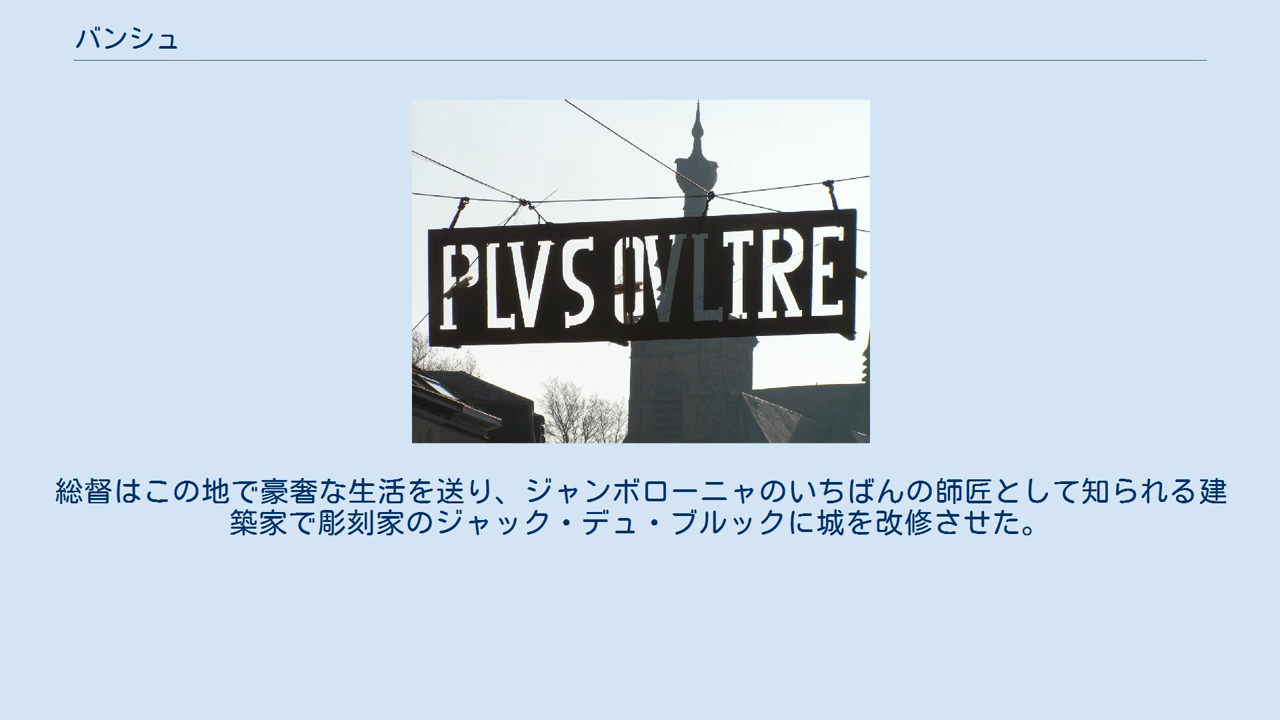 バンシュ
PLVS OVLTRE
総督はこの地で豪奢な生活を送り、ジャンボローニャのいちばんの師匠として知られる建
築家で彫刻家のジャック・デュ・ブルックに城を改修させた。